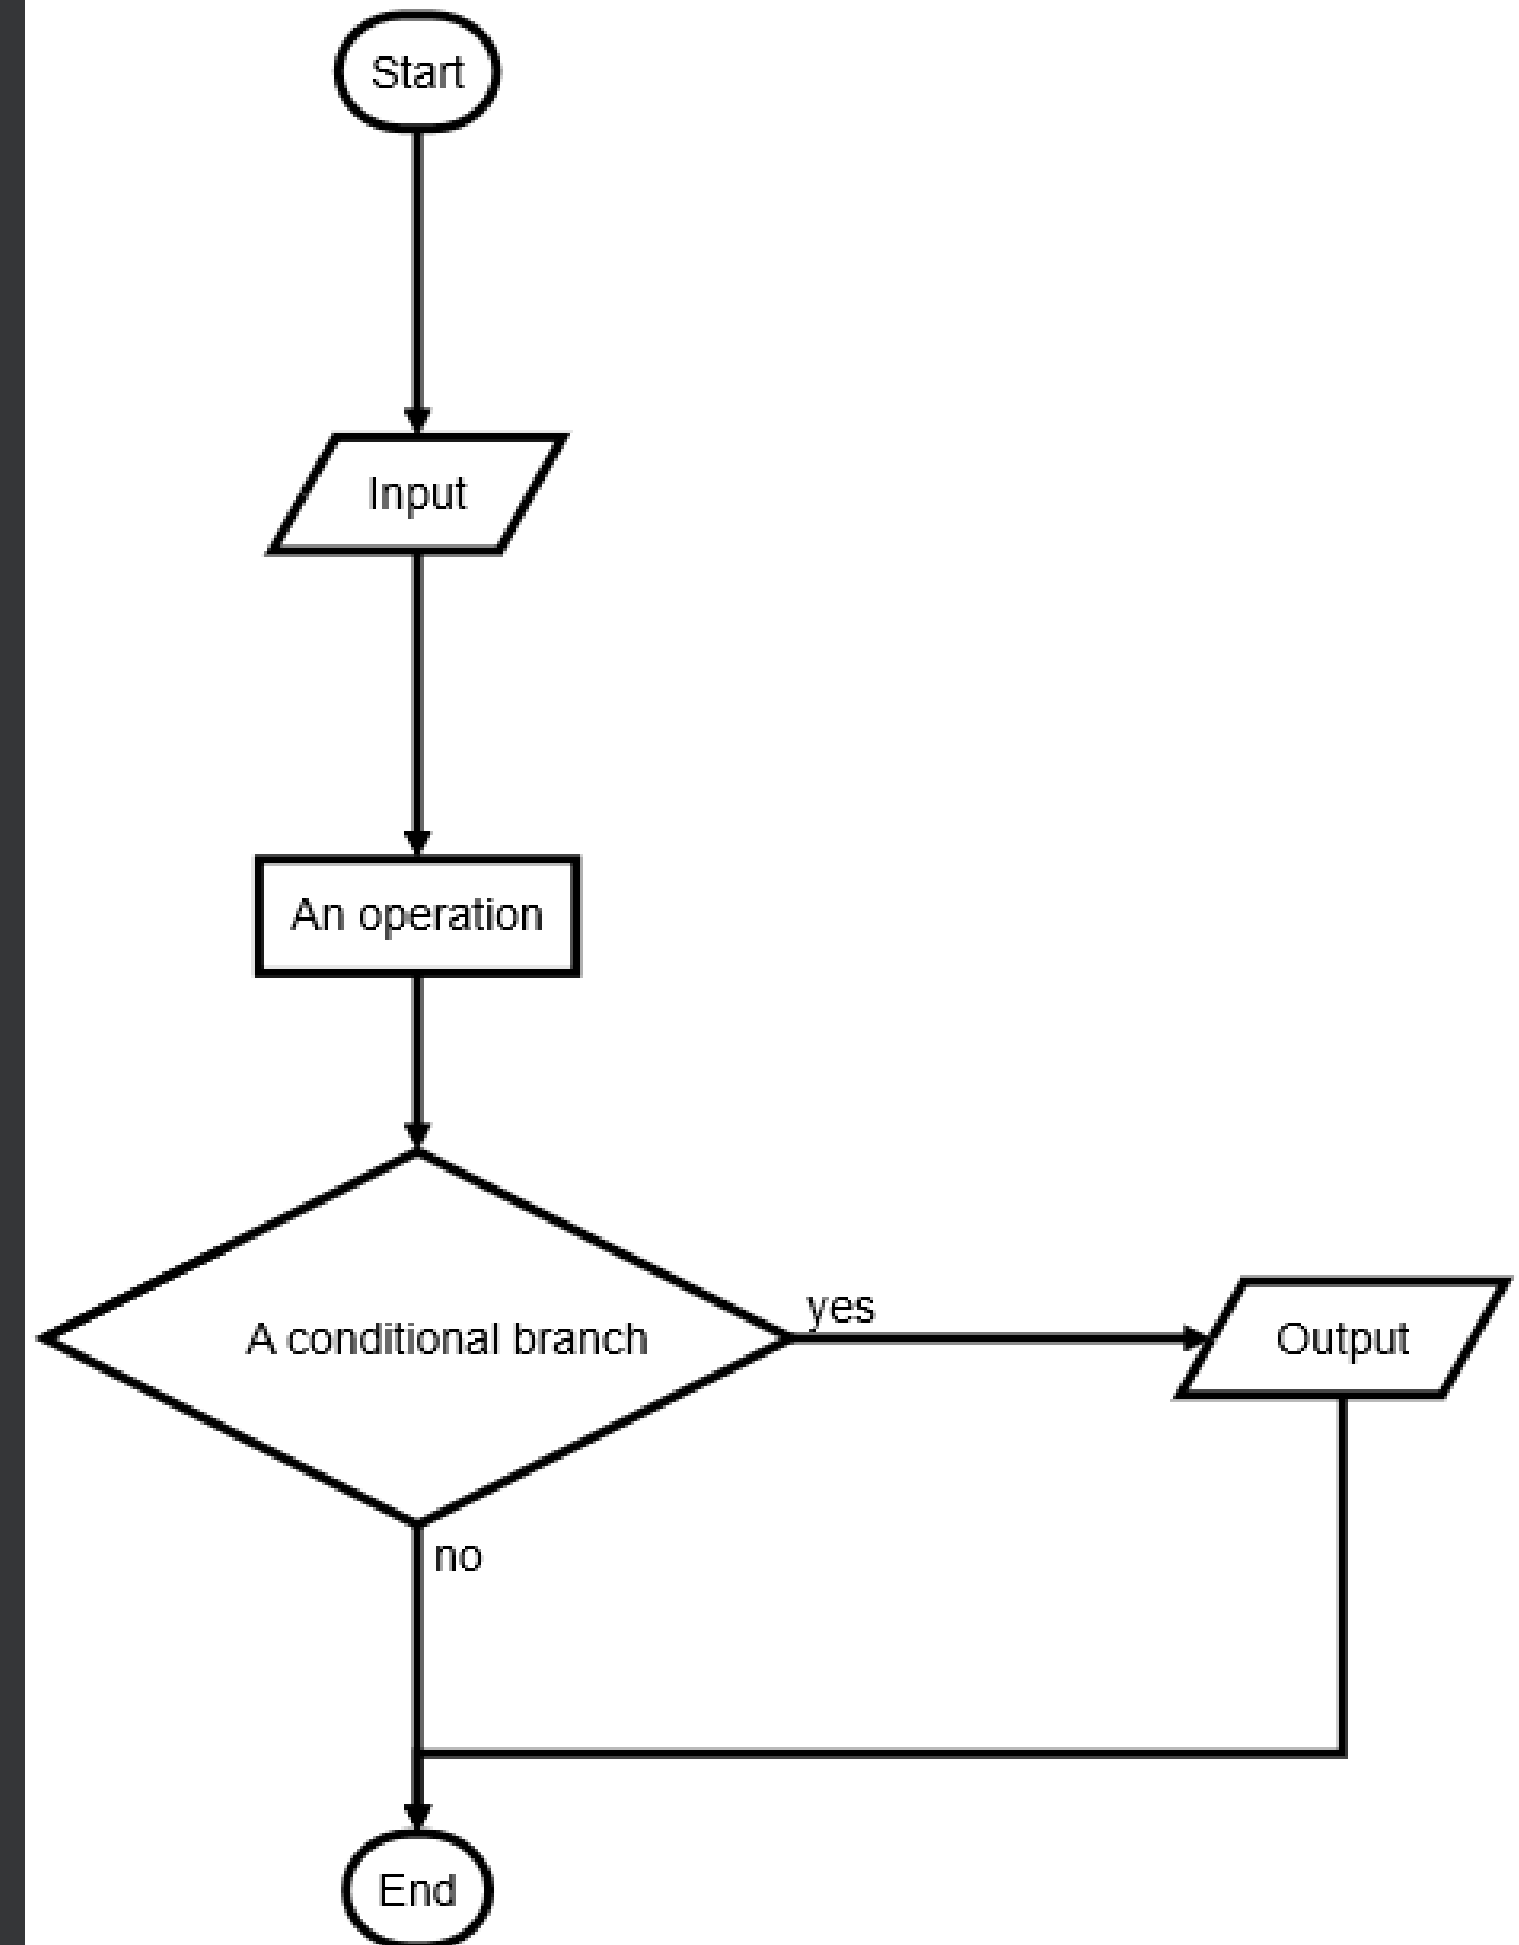 Start
Input
An operation
A conditional branch
yes
Output
no
End